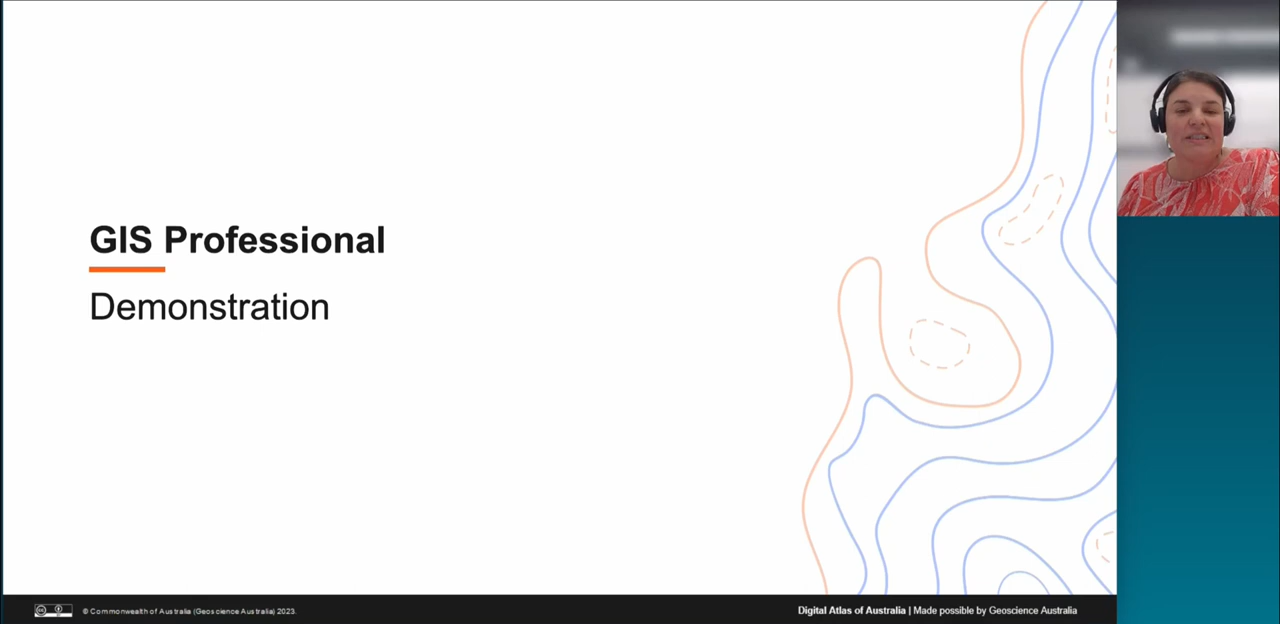 GIS Professional
Demonstration
© Commonwealth of Australia (Geoscience Australia) 2023.
Digital Atlas of Australia | Made possible by Geoscience Australia